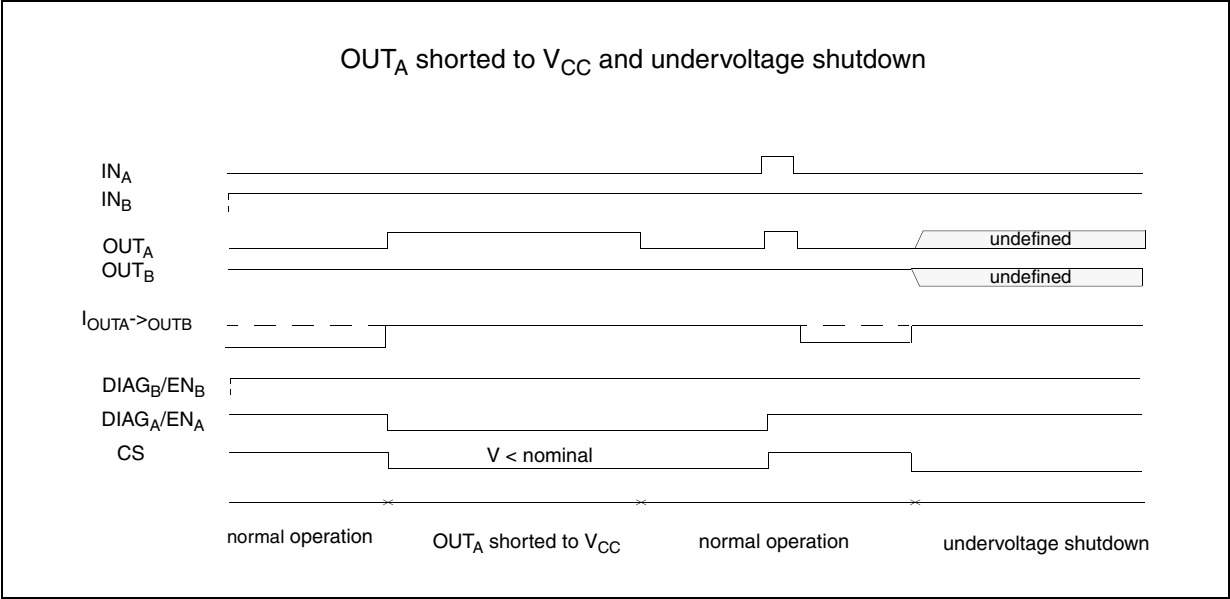 OUTA shorted to VCC and undervoltage shutdown
INA
INB
OUTA
undefined
OUTB
undefined
IOUTA->OUTB
DIAGB/ENB
DIAGA/ENA
CS
V < nominal
normal operation
OUTA shorted to VCC
normal operation
undervoltage shutdown